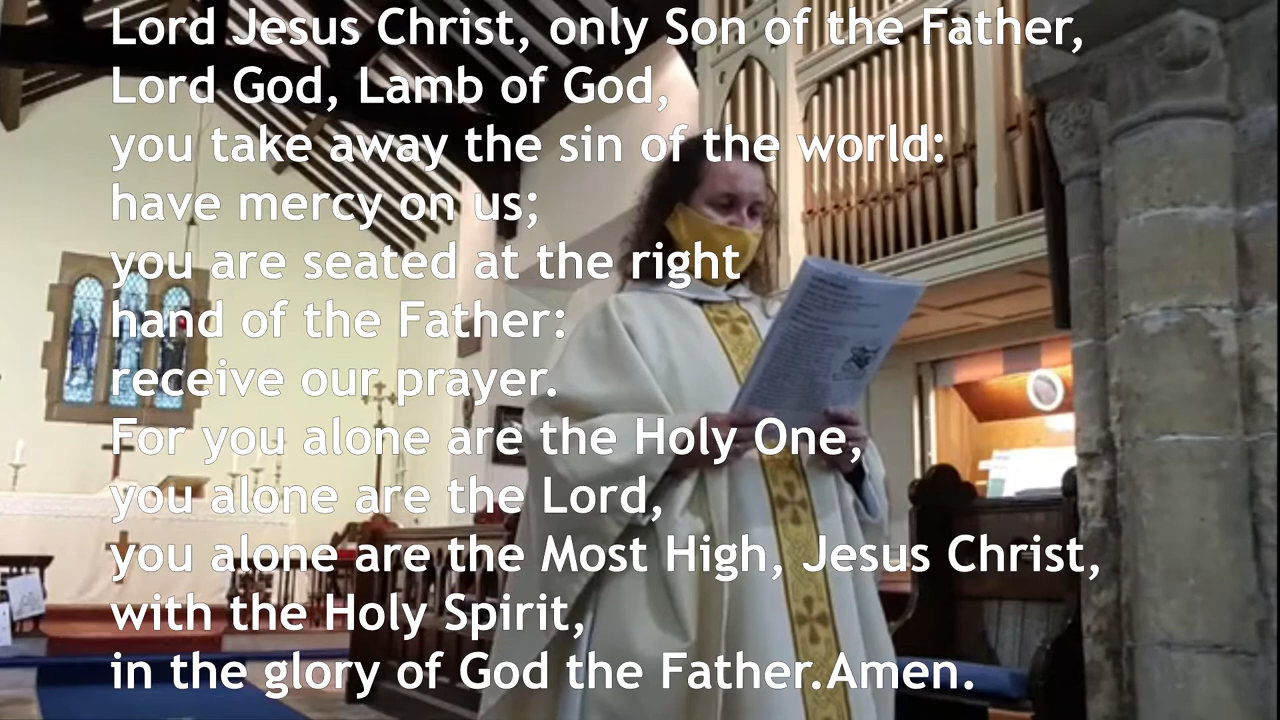 Lord Jesus Christ, only Son of the Father,
Lord God, Lamb of God,
you take away the sin of the world:
have mercy on us;
you are seated at the right
hand of the Father:
receive our prayer.
For you alone are the Holy One,
you alone are the Lord,
you alone are the Most High, Jesus Christ,
with the Holy Spirit,
in the glory of God the Father.Amen.